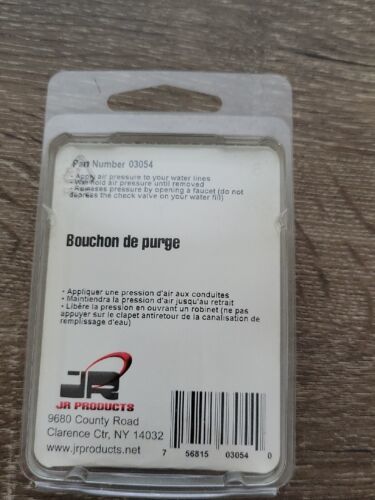 Part Number 03054
- Apply air pressure to your water lines
- Will hold air pressure until removed
- Releases pressure by opening a faucet (do not
depress the check valve on your water fill)
Bouchon de purge
- Appliquer une pression d'air aux conduites
- Maintiendra la pression d'air jusqu'au retrait
- Libère la pression en ouvrant un robinet (ne pas
appuyer sur le clapet antiretour de la canalisation de
remplissage d'eau)
JR
JR PRODUCTS
9680 County Road
Clarence Ctr, NY 14032
www.jrproducts.net
7 56815 03054 0